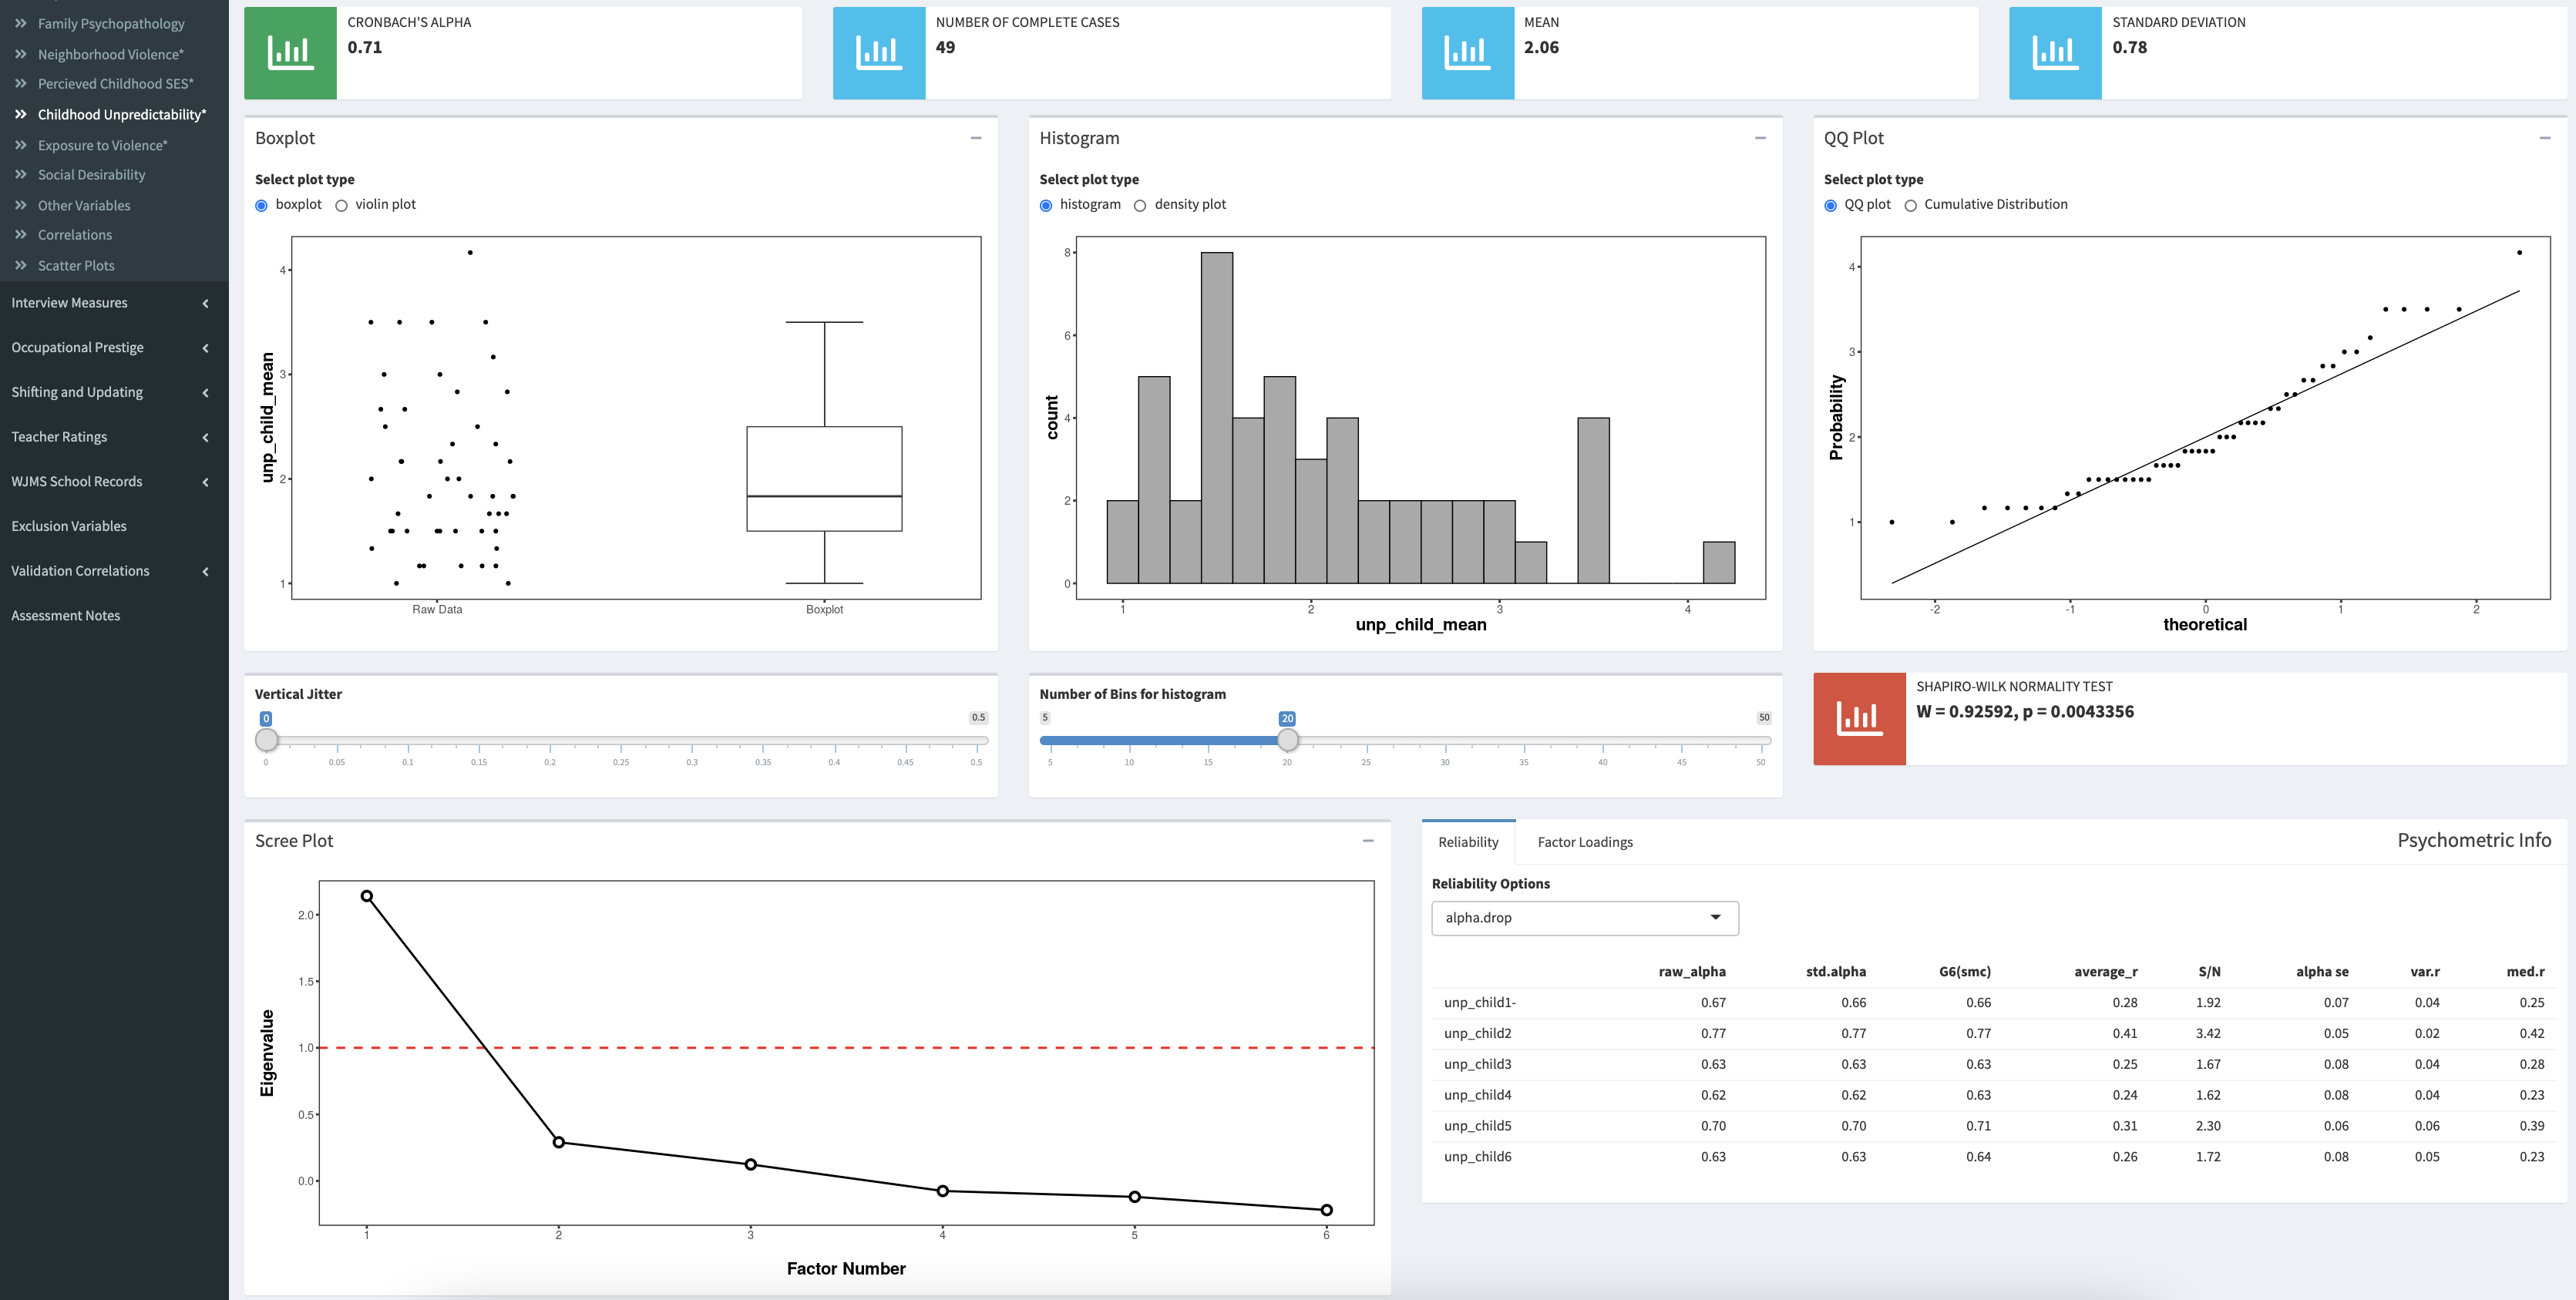 Family Psychopathology
Neighborhood Violence*
Percieved Childhood SES*
Childhood Unpredictability*
Exposure to Violence*
Social Desirability
Other Variables
Correlations
Scatter Plots
Interview Measures
Occupational Prestige
Shifting and Updating
Teacher Ratings
WJMS School Records
Exclusion Variables
Validation Correlations
Assessment Notes
CRONBACH'S ALPHA
0.71
NUMBER OF COMPLETE CASES
49
MEAN
2.06
STANDARD DEVIATION
0.78
Boxplot
Select plot type
boxplot violin plot
unp_child_mean
4
3
2
1
Raw Data Boxplot
Histogram
Select plot type
histogram density plot
count
8
6
4
2
0
1 2 3 4
unp_child_mean
QQ Plot
Select plot type
QQ plot Cumulative Distribution
Probability
4
3
2
1
-2 -1 0 1 2
theoretical
Vertical Jitter
0 0.5
0 0.05 0.1 0.15 0.2 0.25 0.3 0.35 0.4 0.45 0.5
Number of Bins for histogram
5 20 50
5 10 15 20 25 30 35 40 45 50
SHAPIRO-WILK NORMALITY TEST
W = 0.92592, p = 0.0043356
Scree Plot
Eigenvalue
2.0
1.5
1.0
0.5
0.0
1 2 3 4 5 6
Factor Number
Reliability Factor Loadings Psychometric Info
Reliability Options
alpha.drop
raw_alpha std.alpha G6(smc) average_r S/N alpha se var.r med.r
unp_child1- 0.67 0.66 0.66 0.28 1.92 0.07 0.04 0.25
unp_child2 0.77 0.77 0.77 0.41 3.42 0.05 0.02 0.42
unp_child3 0.63 0.63 0.63 0.25 1.67 0.08 0.04 0.28
unp_child4 0.62 0.62 0.63 0.24 1.62 0.08 0.04 0.23
unp_child5 0.70 0.70 0.71 0.31 2.30 0.06 0.06 0.39
unp_child6 0.63 0.63 0.64 0.26 1.72 0.08 0.05 0.23